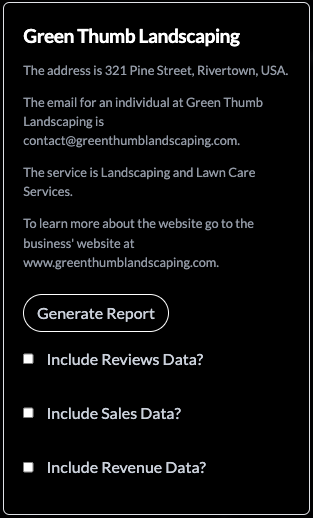 Green Thumb Landscaping
The address is 321 Pine Street, Rivertown, USA.
The email for an individual at Green Thumb
Landscaping is
contact@greenthumblandscaping.com.
The service is Landscaping and Lawn Care
Services.
To learn more about the website go to the
business' website at
www.greenthumblandscaping.com.
Generate Report
Include Reviews Data?
Include Sales Data?
Include Revenue Data?